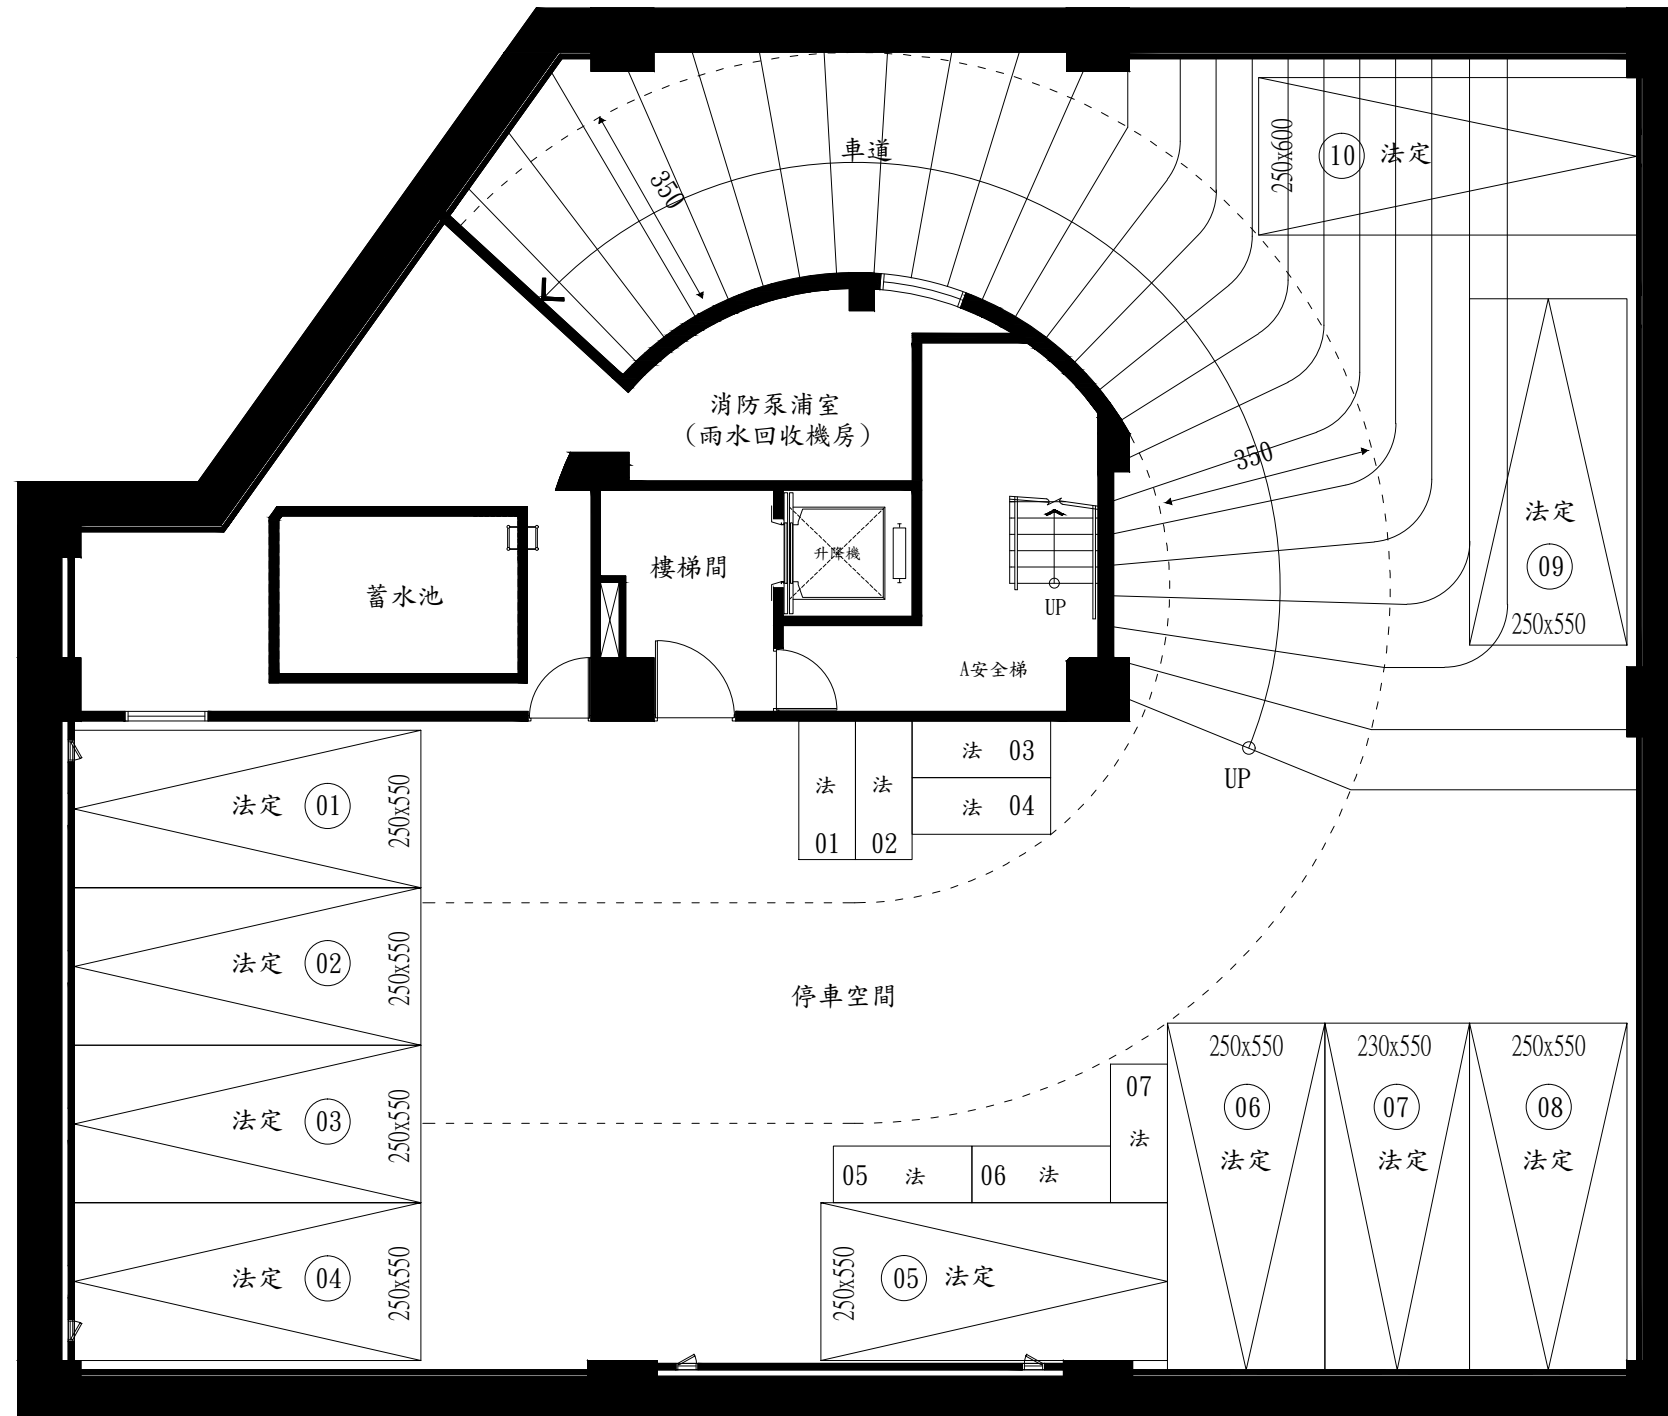 車道
350
250x600
10 法定
消防泵浦室
(雨水回收機房)
350
法定
09
250x550
升降機
樓梯間
蓄水池
UP
A安全梯
UP
法定 01
250x550
法 01
法 02
法 03
法 04
法定 02
250x550
停車空間
法定 03
250x550
法定 04
250x550
05 法
06 法
07
法
250x550
05 法定
250x550
06
法定
230x550
07
法定
250x550
08
法定